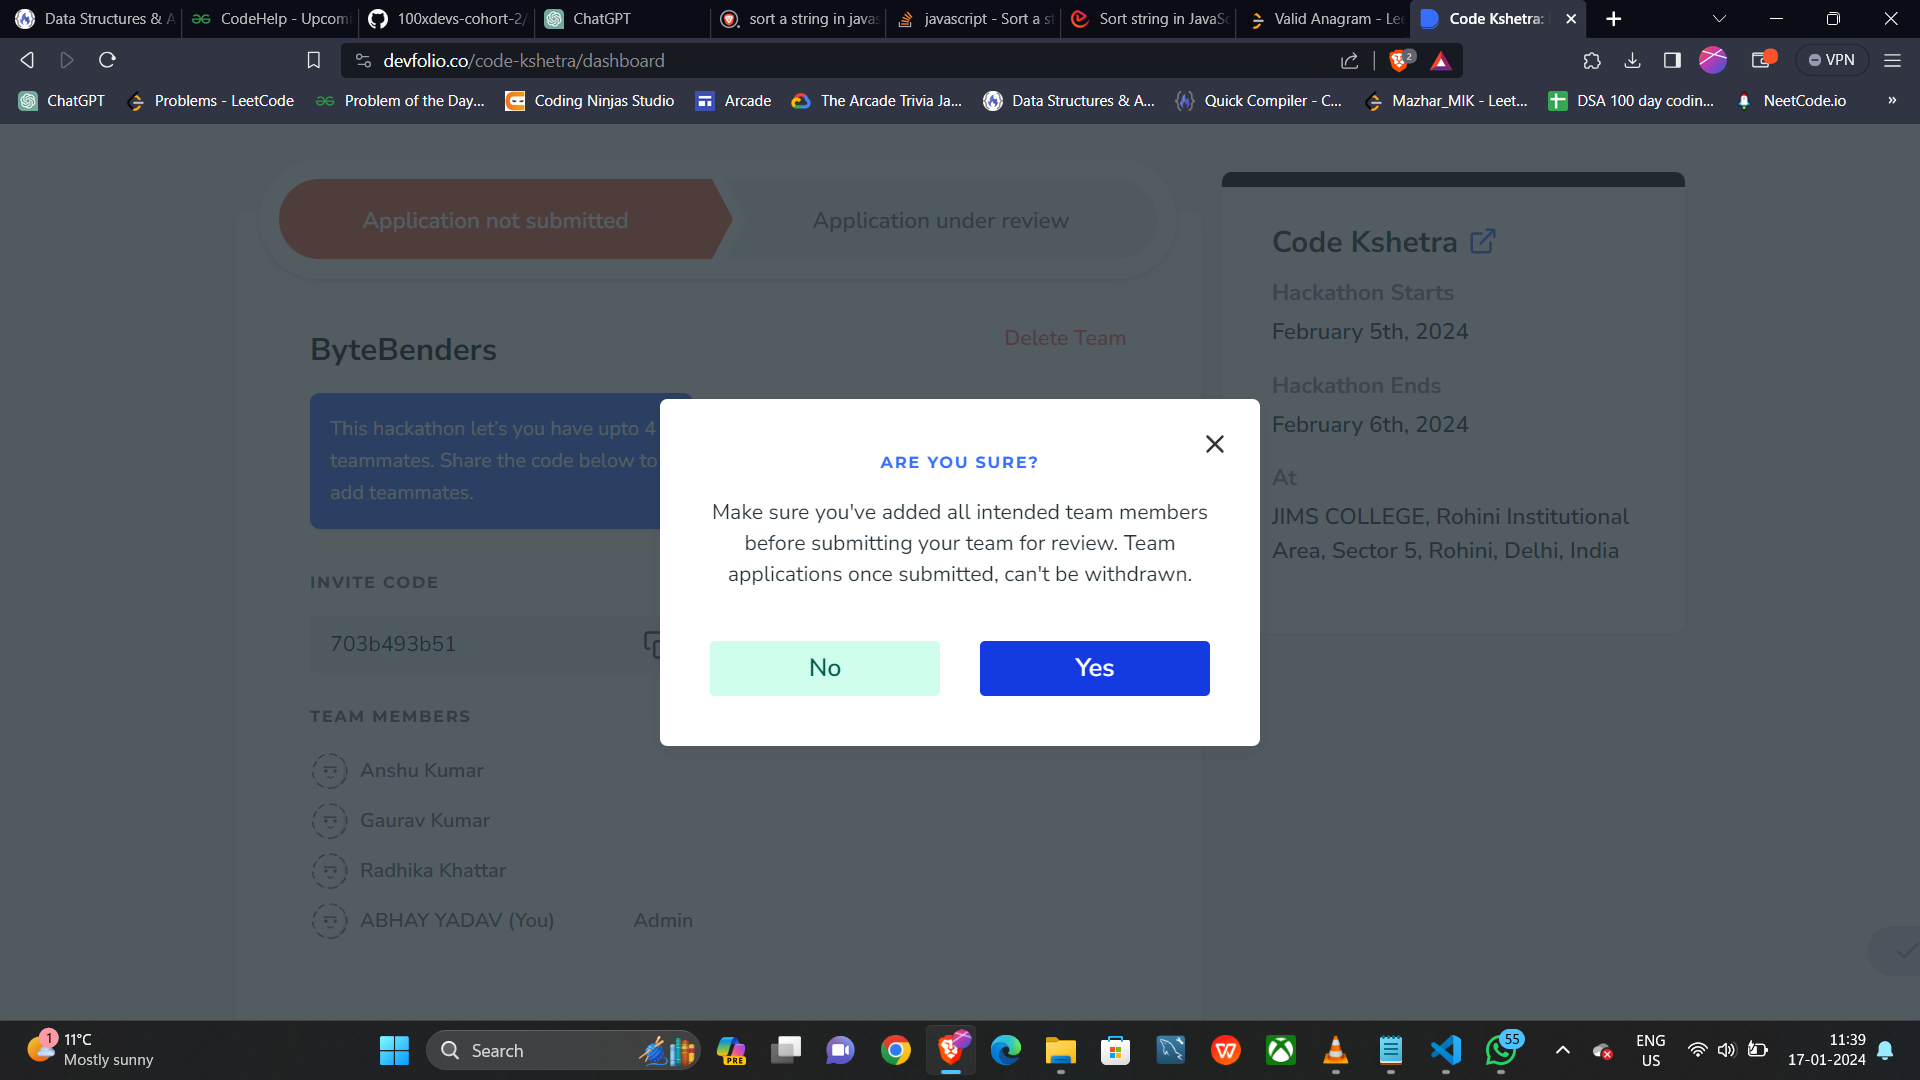 Data Structures & A
CodeHelp - Upcomi
100xdevs-cohort-2/
ChatGPT
sort a string in javas
javascript - Sort a st
Sort string in JavaSc
Valid Anagram - Lee
Code Kshetra:
devfolio.co/code-kshetra/dashboard
2
VPN
ChatGPT
Problems - LeetCode
Problem of the Day...
Coding Ninjas Studio
Arcade
The Arcade Trivia Ja...
Data Structures & A...
Quick Compiler - C...
Mazhar_MIK - Leet...
DSA 100 day codin...
NeetCode.io
»
Application not submitted
Application under review
ByteBenders
Delete Team
This hackathon let's you have upto 4
teammates. Share the code below to
add teammates.
INVITE CODE
703b493b51
TEAM MEMBERS
Anshu Kumar
Gaurav Kumar
Radhika Khattar
ABHAY YADAV (You)
Admin
ARE YOU SURE?
Make sure you've added all intended team members
before submitting your team for review. Team
applications once submitted, can't be withdrawn.
No
Yes
Code Kshetra
Hackathon Starts
February 5th, 2024
Hackathon Ends
February 6th, 2024
At
JIMS COLLEGE, Rohini Institutional
Area, Sector 5, Rohini, Delhi, India
1
11°C
Mostly sunny
Search
PRE
55
ENG
US
11:39
17-01-2024